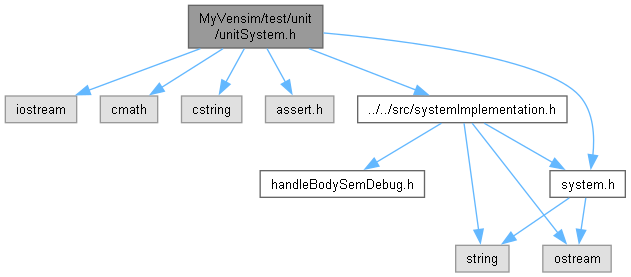 MyVensim/test/unit
/unitSystem.h
iostream
cmath
cstring
assert.h
../../src/systemImplementation.h
handleBodySemDebug.h
system.h
string
ostream